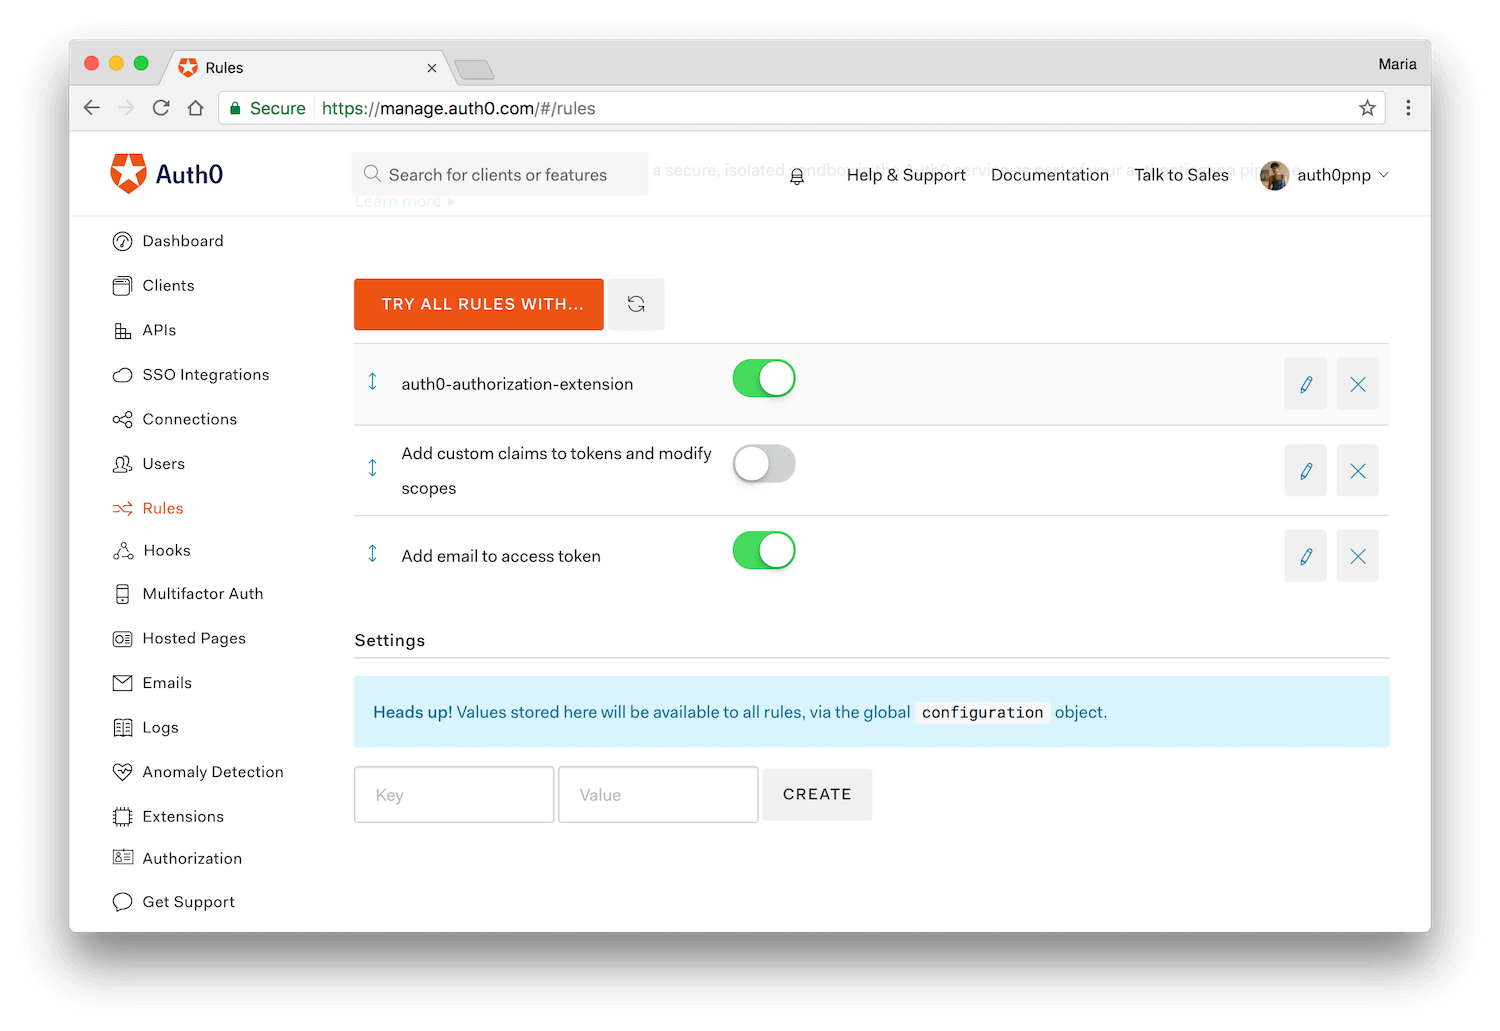 Rules
Maria
Secure https://manage.auth0.com/#/rules
Auth0
Search for clients or features
a secure, isolated sandbox in the Auth0 service as part of your authentication pipeline.
Help & Support
Documentation
Talk to Sales
auth0pnp
Learn more
Dashboard
Clients
APIs
SSO Integrations
Connections
Users
Rules
Hooks
Multifactor Auth
Hosted Pages
Emails
Logs
Anomaly Detection
Extensions
Authorization
Get Support
TRY ALL RULES WITH...
auth0-authorization-extension
Add custom claims to tokens and modify
scopes
Add email to access token
Settings
Heads up! Values stored here will be available to all rules, via the global configuration object.
Key
Value
CREATE